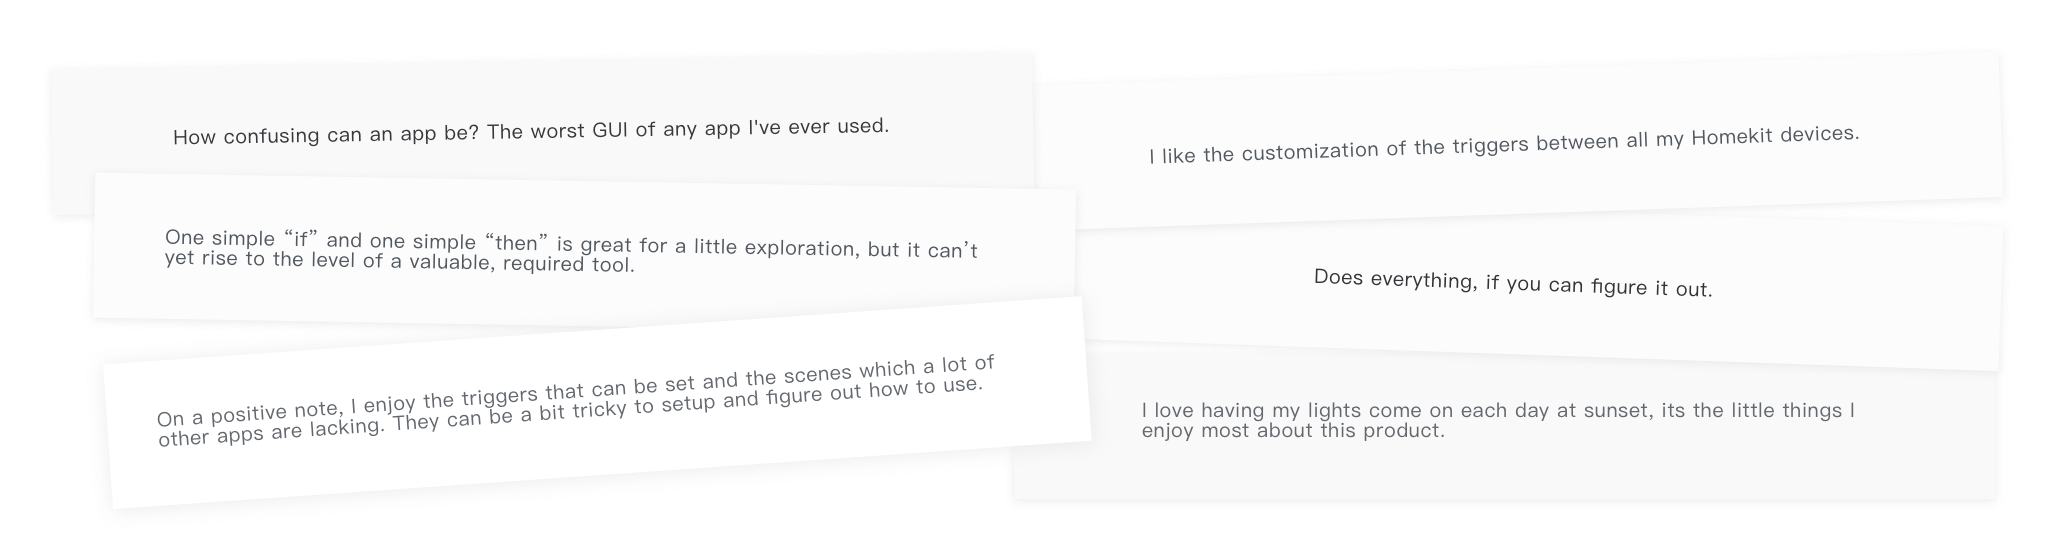 How confusing can an app be? The worst GUI of any app I've ever used.
One simple “if” and one simple “then” is great for a little exploration, but it can’t
yet rise to the level of a valuable, required tool.
On a positive note, I enjoy the triggers that can be set and the scenes which a lot of
other apps are lacking. They can be a bit tricky to setup and figure out how to use.
I like the customization of the triggers between all my Homekit devices.
Does everything, if you can figure it out.
I love having my lights come on each day at sunset, its the little things I
enjoy most about this product.